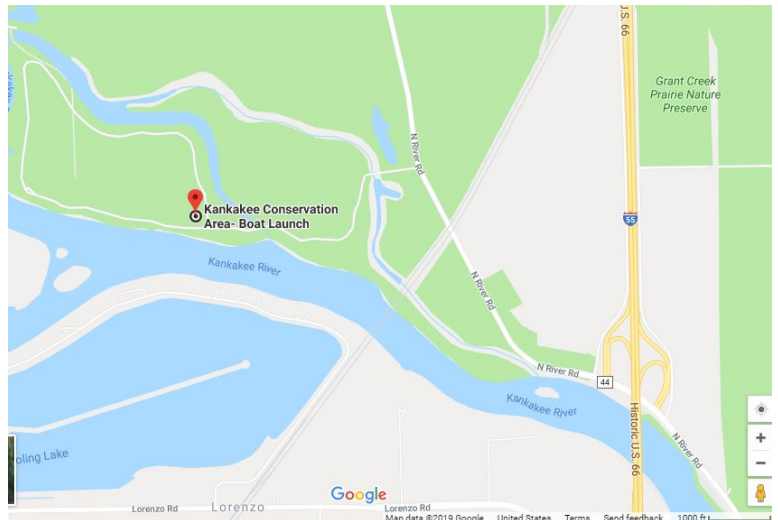 U.S. 66
Historic U.S. 66
Grant Creek
Prairie Nature
Preserve
N River Rd
55
Kankakee Conservation
Area- Boat Launch
Kankakee River
N River Rd
N River Rd
44
Kankakee River
Historic U.S. 66
N River Rd
oling Lake
Google
Lorenzo Rd
Lorenzo
Lorenzo Rd
Map data ©2019 Google United States Terms Send feedback 1000 ft